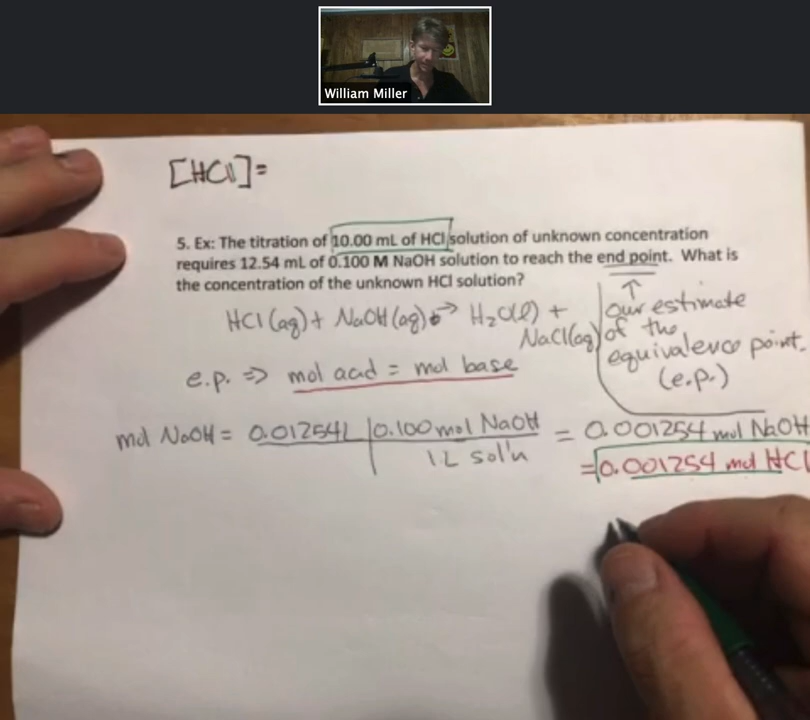 William Miller
[HCl]=
5. Ex: The titration of 10.00 mL of HCl solution of unknown concentration
requires 12.54 mL of 0.100 M NaOH solution to reach the end point. What is
the concentration of the unknown HCl solution?
HCl(aq) + NaOH(aq) → H₂O(l) +
NaCl(aq)
↑
our estimate
of the
equivalence point.
(e.p.)
e.p. ⇒ mol acid = mol base
mol NaOH = 0.01254L | 0.100 mol NaOH = 0.001254 mol NaOH
1 L sol'n
= 0.001254 mol HCl